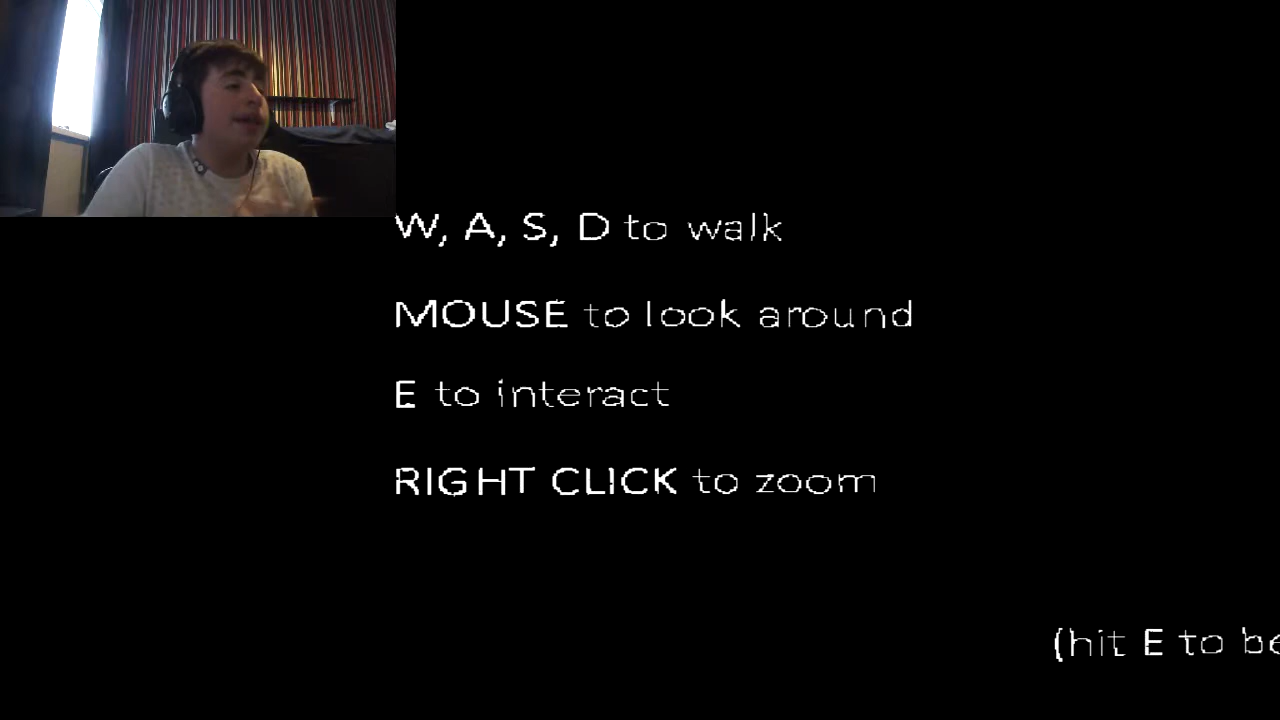 W, A, S, D to walk
MOUSE to look around
E to interact
RIGHT CLICK to zoom
(hit E to